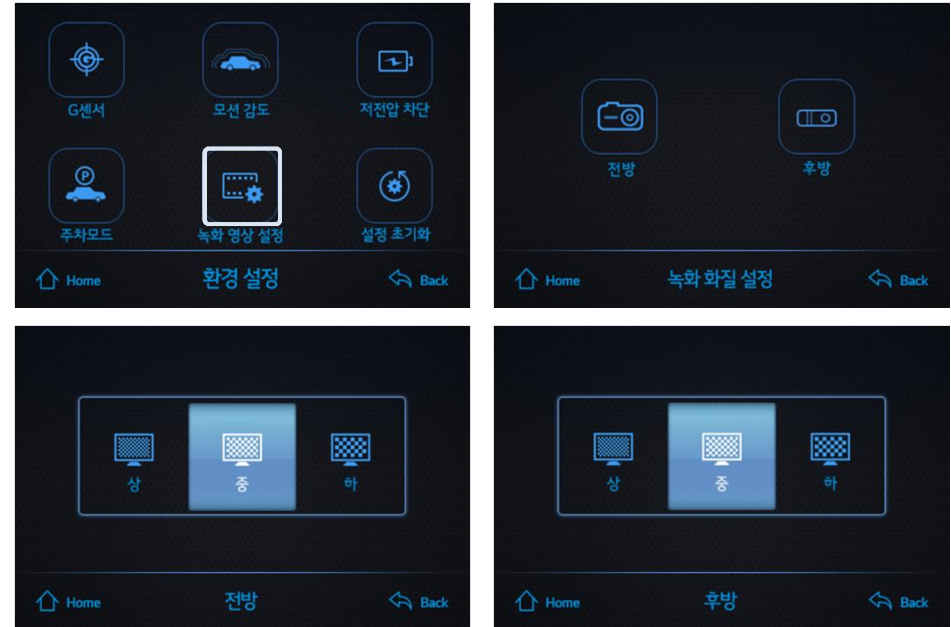 G센서
모션 감도
저전압 차단
P
주차모드
녹화 영상 설정
설정 초기화
Home
환경 설정
Back
전방
후방
Home
녹화 화질 설정
Back
상
중
하
Home
전방
Back
상
중
하
Home
후방
Back